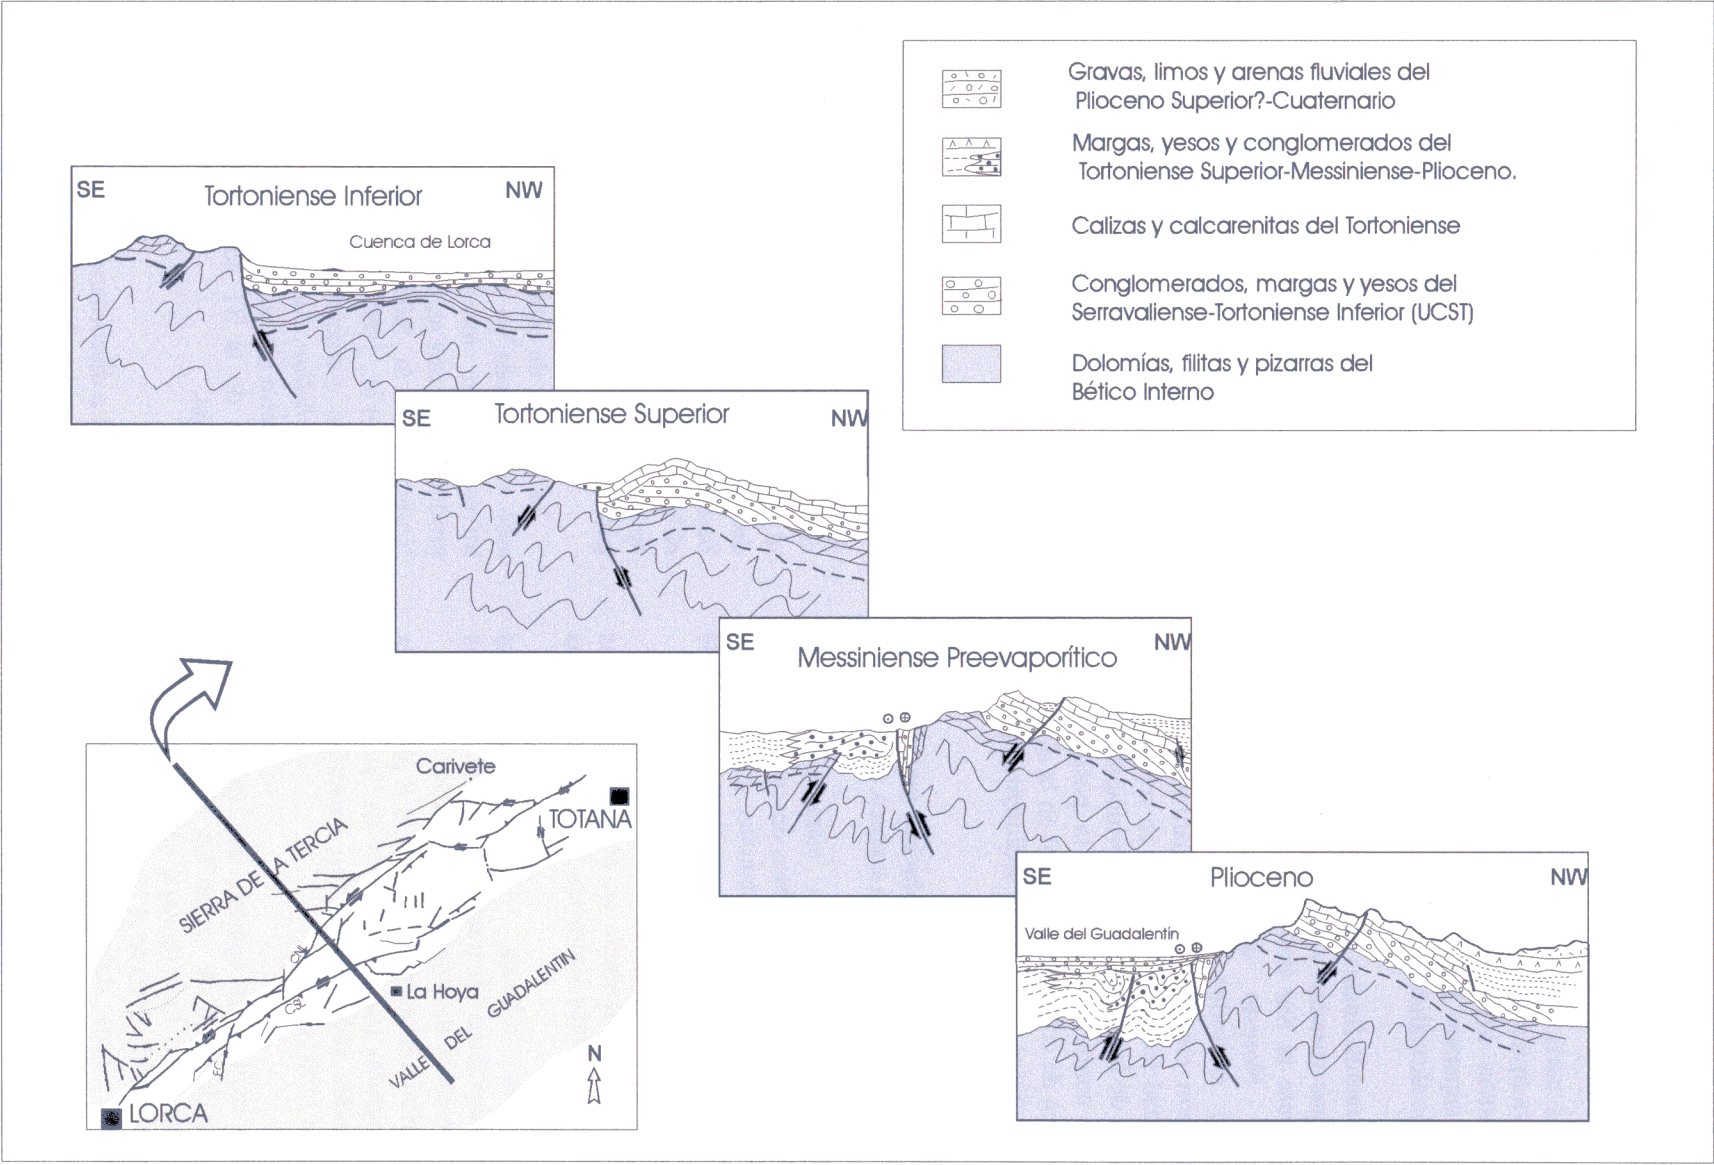 Gravas, limos y arenas fluviales del
Plioceno Superior?-Cuaternario
Margas, yesos y conglomerados del
Tortoniense Superior-Messiniense-Plioceno.
Calizas y calcarenitas del Tortoniense
Conglomerados, margas y yesos del
Serravaliense-Tortoniense Inferior (UCST)
Dolomías, filitas y pizarras del
Bético Interno
SE
Tortoniense Inferior
NW
Cuenca de Lorca
SE
Tortoniense Superior
NW
SE
Messiniense Preevaporítico
NW
SE
Plioceno
NW
Valle del Guadalentín
Carivete
TOTANA
SIERRA DE LA TERCIA
CSL
La Hoya
VALLE DEL GUADALENTIN
N
LORCA